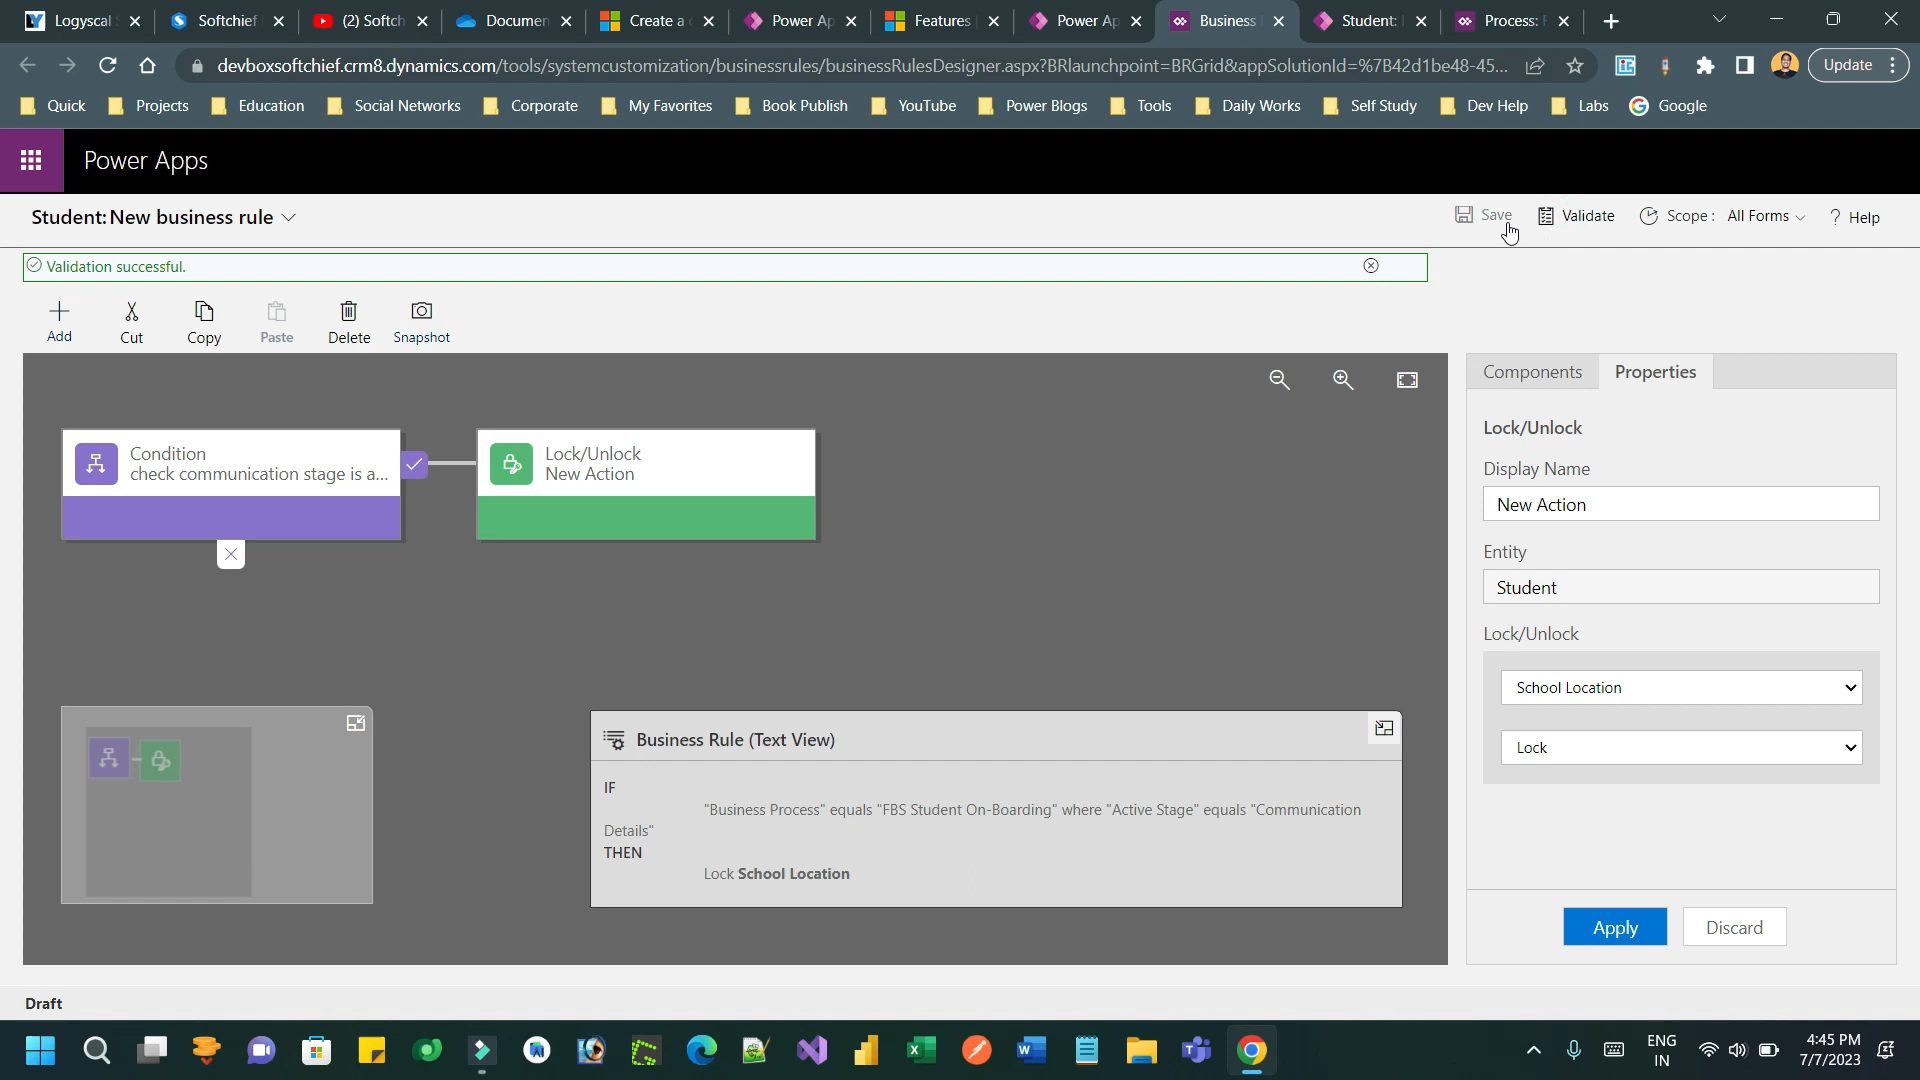 Logyscal
Softchief
(2) Softch
Documen
Create a
Power Ap
Features
Power Ap
Business
Student:
Process:
devboxsoftchief.crm8.dynamics.com/tools/systemcustomization/businessrules/businessRulesDesigner.aspx?BRlaunchpoint=BRGrid&appSolutionId=%7B42d1be48-45...
Update
Quick
Projects
Education
Social Networks
Corporate
My Favorites
Book Publish
YouTube
Power Blogs
Tools
Daily Works
Self Study
Dev Help
Labs
Google
Power Apps
Student: New business rule
Save
Validate
Scope : All Forms
? Help
Validation successful.
Add
Cut
Copy
Paste
Delete
Snapshot
Components
Properties
Condition
check communication stage is a...
Lock/Unlock
New Action
Lock/Unlock
Display Name
New Action
Entity
Student
Lock/Unlock
School Location
Lock
Business Rule (Text View)
IF
"Business Process" equals "FBS Student On-Boarding" where "Active Stage" equals "Communication
Details"
THEN
Lock School Location
Apply
Discard
Draft
ENG
IN
4:45 PM
7/7/2023